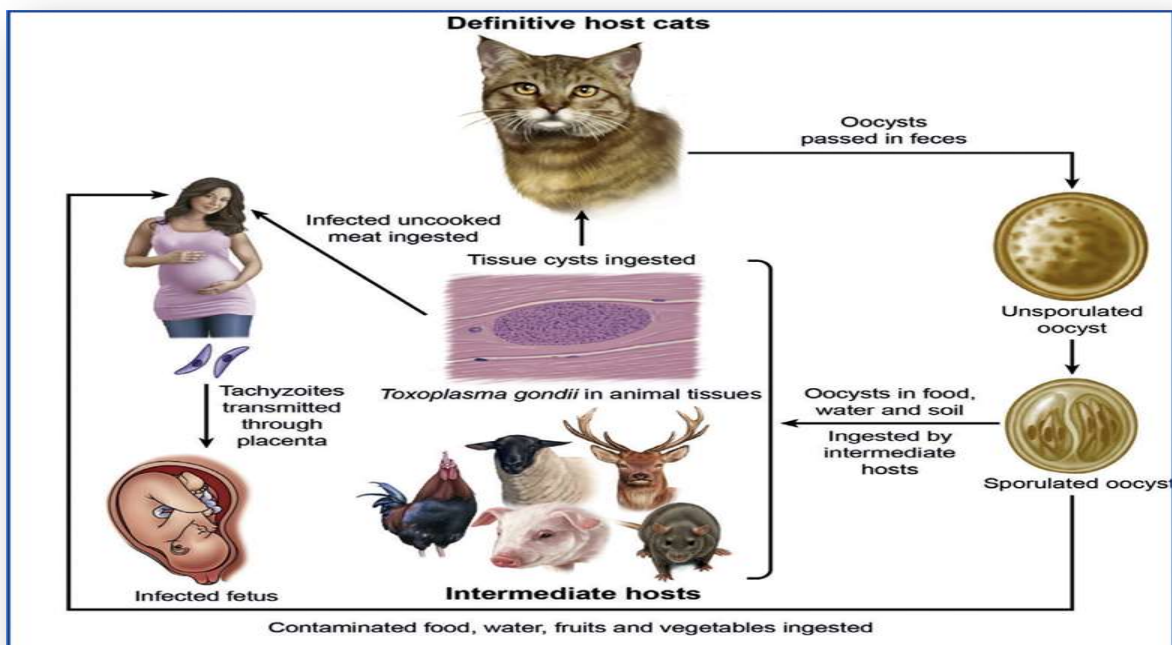 Definitive host cats
Oocysts
passed in feces
Infected uncooked
meat ingested
Tissue cysts ingested
Unsporulated
oocyst
Tachyzoites
transmitted
through
placenta
Toxoplasma gondii in animal tissues
Oocysts in food,
water and soil
Ingested by
intermediate
hosts
Sporulated oocyst
Infected fetus
Intermediate hosts
Contaminated food, water, fruits and vegetables ingested